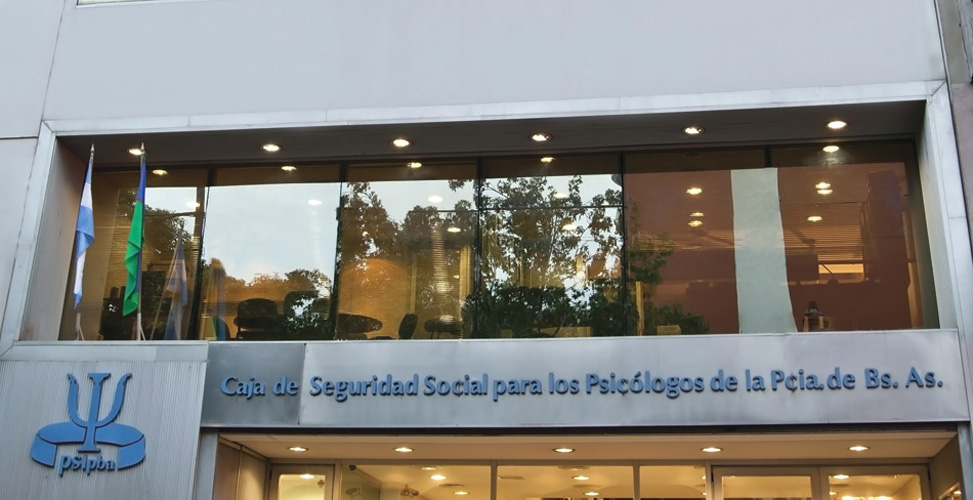 Caja de Seguridad Social para los Psicólogos de la Pcia. de Bs. As.
psipba